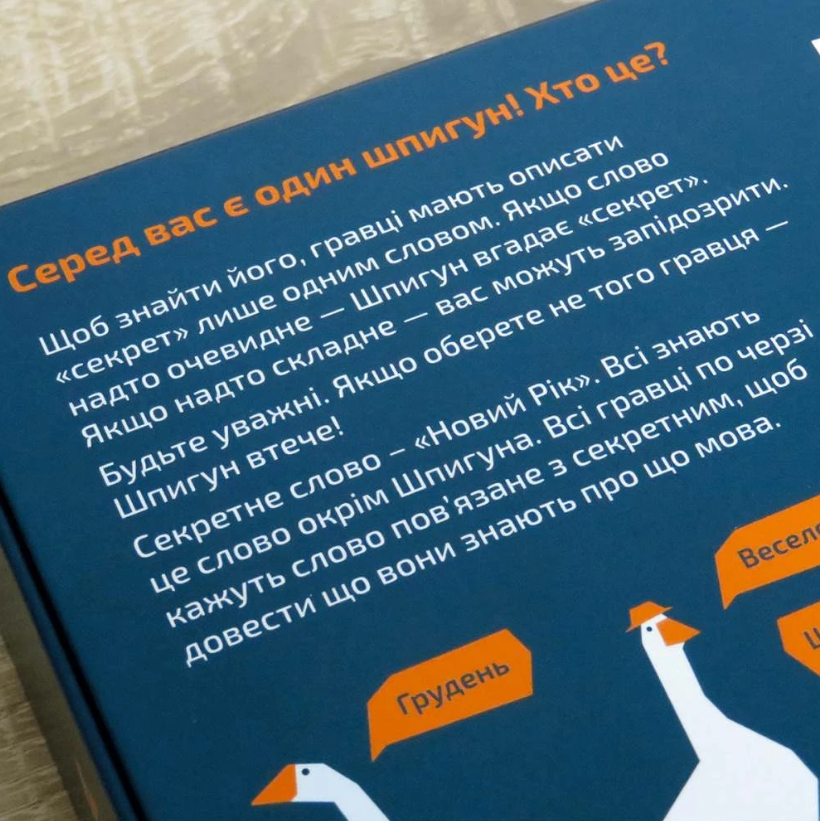 Серед вас є один шпигун! Хто це?
Щоб знайти його, гравці мають описати
«секрет» лише одним словом. Якщо слово
надто очевидне — Шпигун вгадає «секрет».
Якщо надто складне — вас можуть запідозрити.
Будьте уважні. Якщо оберете не того гравця —
Шпигун втече!
Секретне слово – «Новий Рік». Всі знають
це слово окрім Шпигуна. Всі гравці по черзі
кажуть слово пов'язане з секретним, щоб
довести що вони знають про що мова.
Грудень